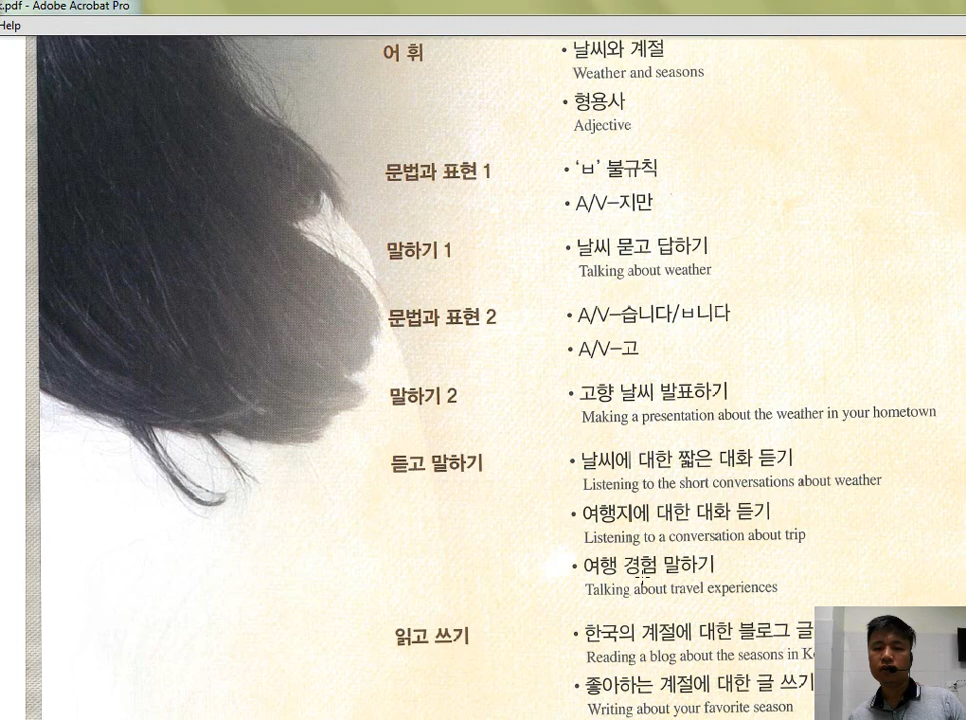 .pdf - Adobe Acrobat Pro
Help
어 휘
• 날씨와 계절
Weather and seasons
• 형용사
Adjective
문법과 표현 1
• ‘ㅂ’ 불규칙
• A/V–지만
말하기 1
• 날씨 묻고 답하기
Talking about weather
문법과 표현 2
• A/V–습니다/ㅂ니다
• A/V–고
말하기 2
• 고향 날씨 발표하기
Making a presentation about the weather in your hometown
듣고 말하기
• 날씨에 대한 짧은 대화 듣기
Listening to the short conversations about weather
• 여행지에 대한 대화 듣기
Listening to a conversation about trip
• 여행 경험 말하기
Talking about travel experiences
읽고 쓰기
• 한국의 계절에 대한 블로그 글
Reading a blog about the seasons in K
• 좋아하는 계절에 대한 글 쓰기
Writing about your favorite season